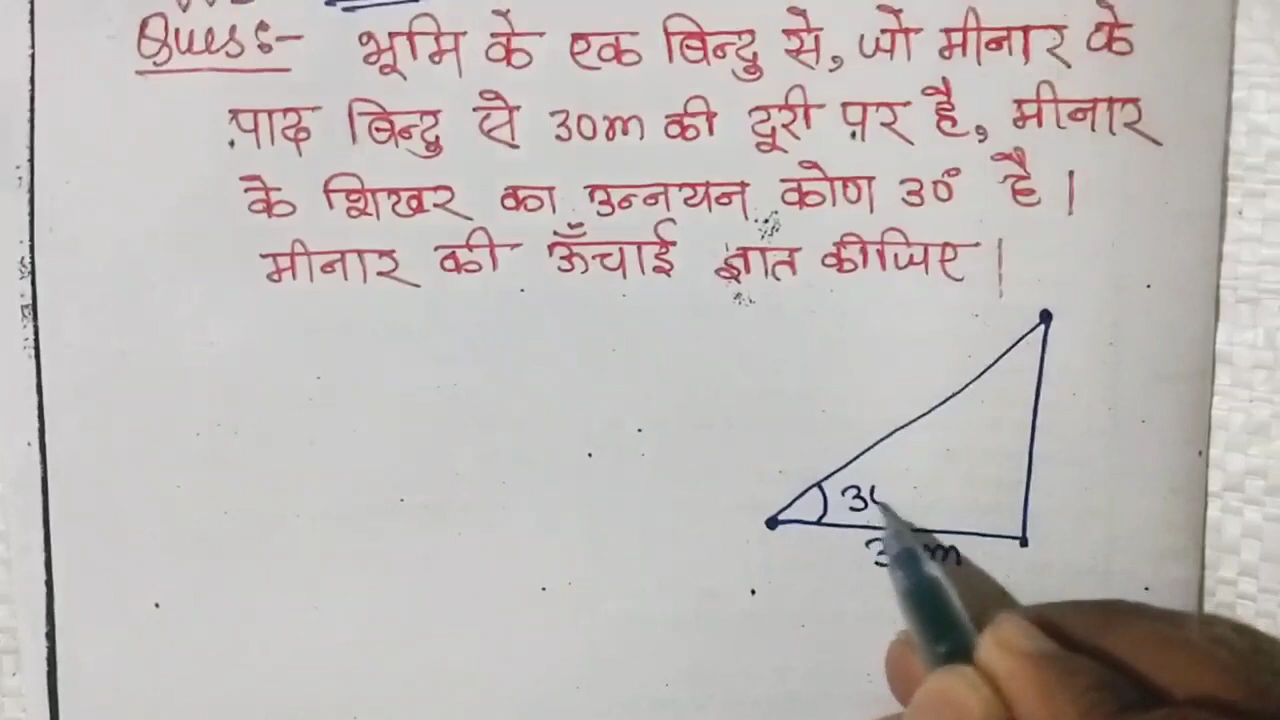 Ques:- भूमि के एक बिन्दु से, जो मीनार के
पाद बिन्दु से 30m की दूरी पर है, मीनार
के शिखर का उन्नयन कोण 30° है।
मीनार की ऊँचाई ज्ञात कीजिए।